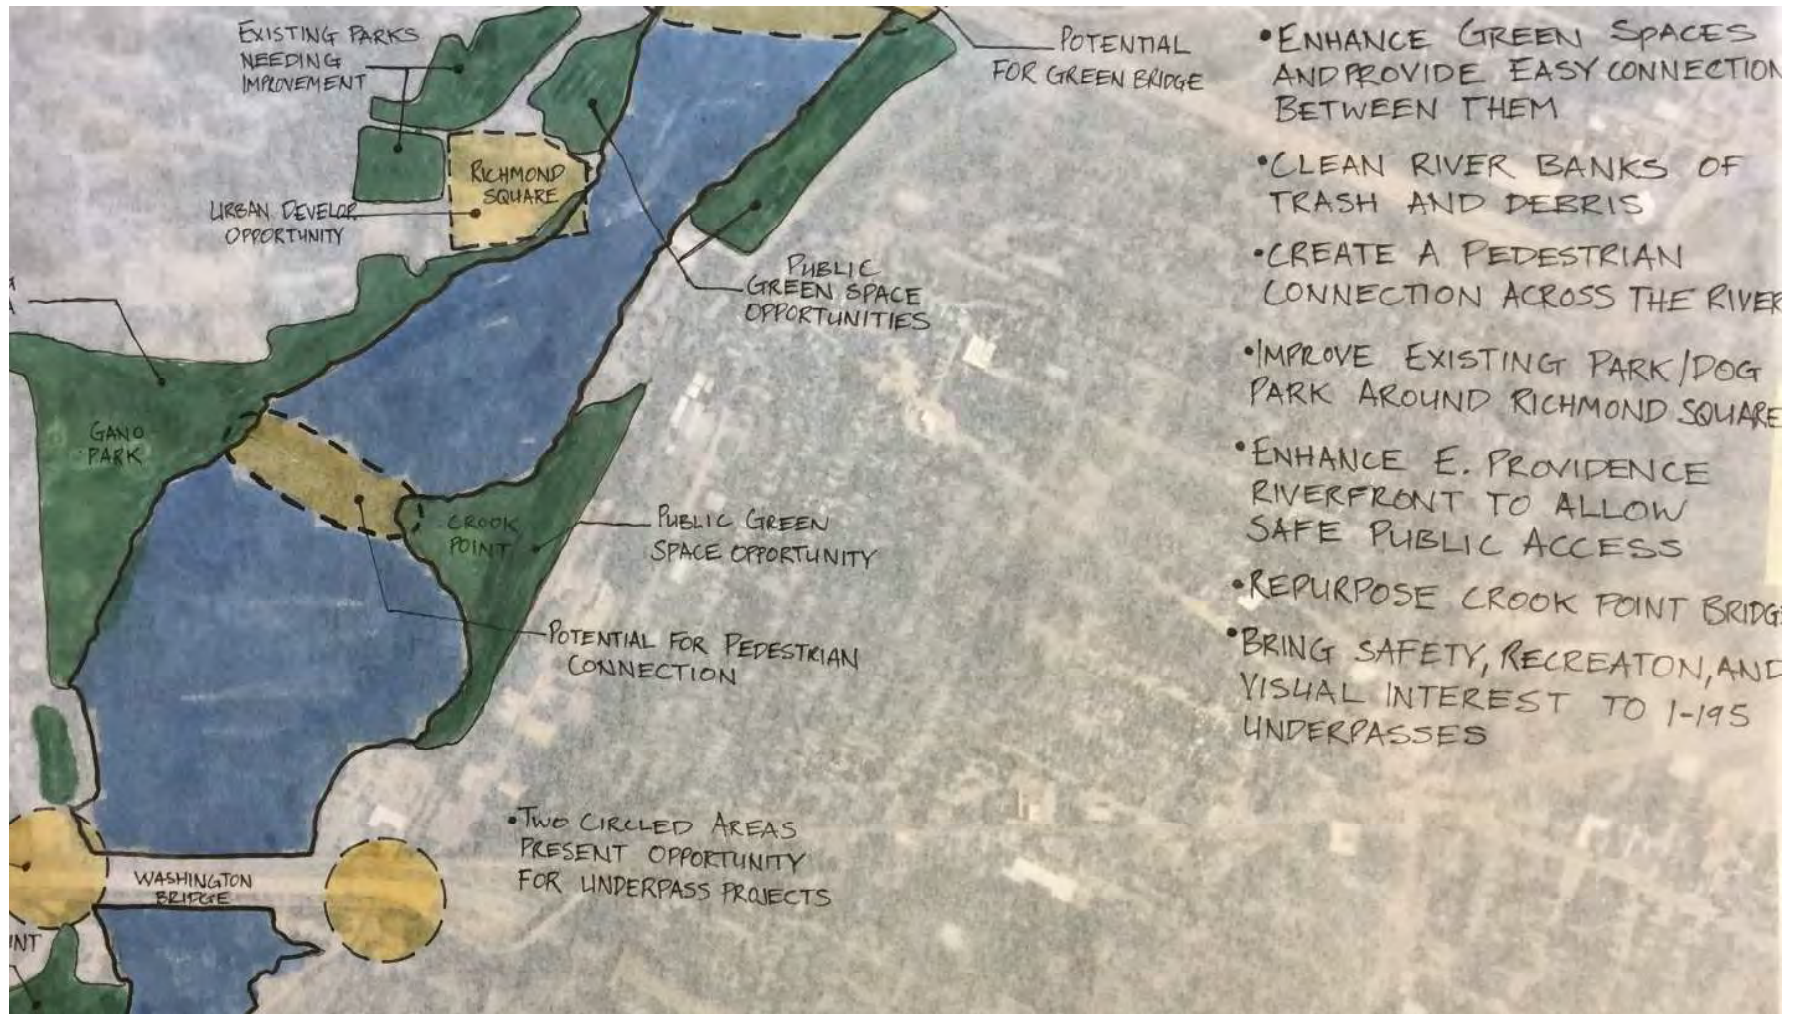 EXISTING PARKS
NEEDING
IMPROVEMENT
POTENTIAL
FOR GREEN BRIDGE
RICHMOND
SQUARE
URBAN DEVELOP
OPPORTUNITY
PUBLIC
GREEN SPACE
OPPORTUNITIES
GANO
PARK
CROOK
POINT
PUBLIC GREEN
SPACE OPPORTUNITY
POTENTIAL FOR PEDESTRIAN
CONNECTION
•TWO CIRCLED AREAS
PRESENT OPPORTUNITY
FOR UNDERPASS PROJECTS
WASHINGTON
BRIDGE
INT
•ENHANCE GREEN SPACES
AND PROVIDE EASY CONNECTION
BETWEEN THEM
•CLEAN RIVER BANKS OF
TRASH AND DEBRIS
•CREATE A PEDESTRIAN
CONNECTION ACROSS THE RIVER
•IMPROVE EXISTING PARK/DOG
PARK AROUND RICHMOND SQUARE
•ENHANCE E. PROVIDENCE
RIVERFRONT TO ALLOW
SAFE PUBLIC ACCESS
•REPURPOSE CROOK POINT BRIDG
•BRING SAFETY, RECREATON, AND
VISUAL INTEREST TO I-195
UNDERPASSES